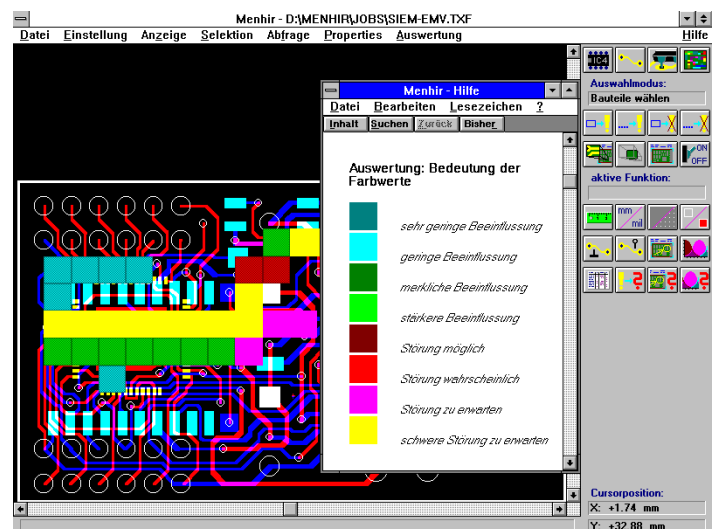 Menhir - D:\MENHIR\JOBS\SIEM-EMV.TXF
Datei Einstellung Anzeige Selektion Abfrage Properties Auswertung Hilfe
IC4
Auswahlmodus:
Bauteile wählen
ON
OFF
aktive Funktion:
mm
mil
Menhir - Hilfe
Datei Bearbeiten Lesezeichen ?
Inhalt Suchen Zurück Bisher
Auswertung: Bedeutung der
Farbwerte
sehr geringe Beeinflussung
geringe Beeinflussung
merkliche Beeinflussung
stärkere Beeinflussung
Störung möglich
Störung wahrscheinlich
Störung zu erwarten
schwere Störung zu erwarten
Cursorposition:
X: +1.74 mm
Y: +32.88 mm